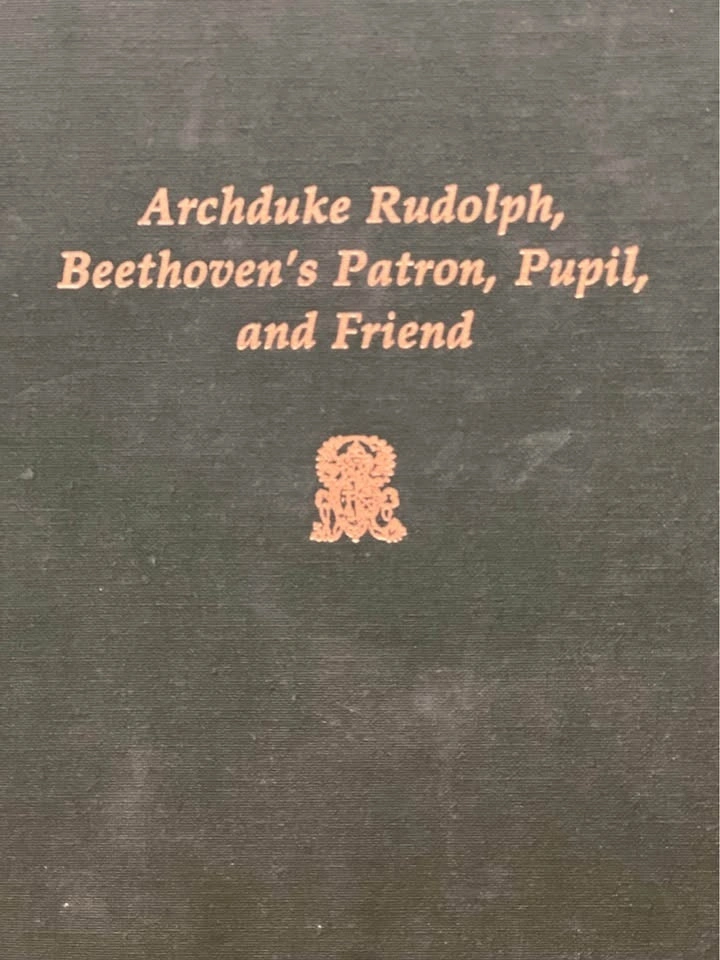 Archduke Rudolph,
Beethoven's Patron, Pupil,
and Friend